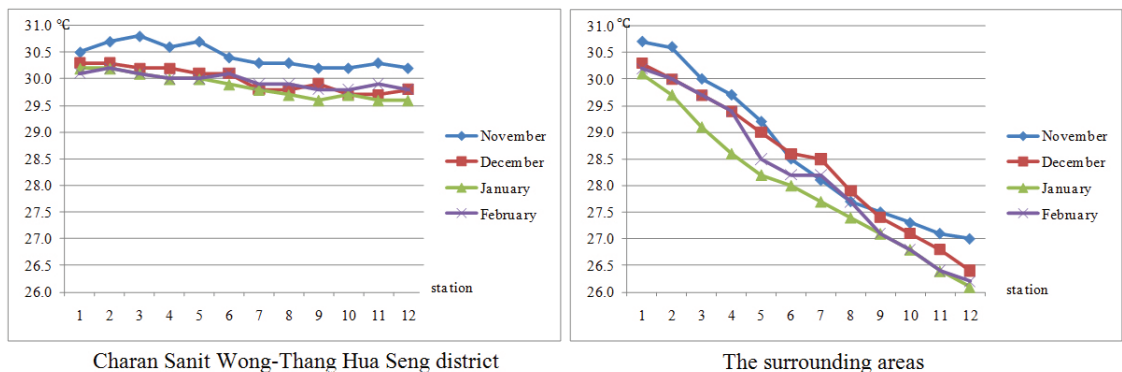 31.0 °C
30.5
30.0
29.5
29.0
28.5
28.0
27.5
27.0
26.5
26.0
1 2 3 4 5 6 7 8 9 10 11 12
station
November
December
January
February
Charan Sanit Wong-Thang Hua Seng district
31.0 °C
30.5
30.0
29.5
29.0
28.5
28.0
27.5
27.0
26.5
26.0
1 2 3 4 5 6 7 8 9 10 11 12
station
November
December
January
February
The surrounding areas